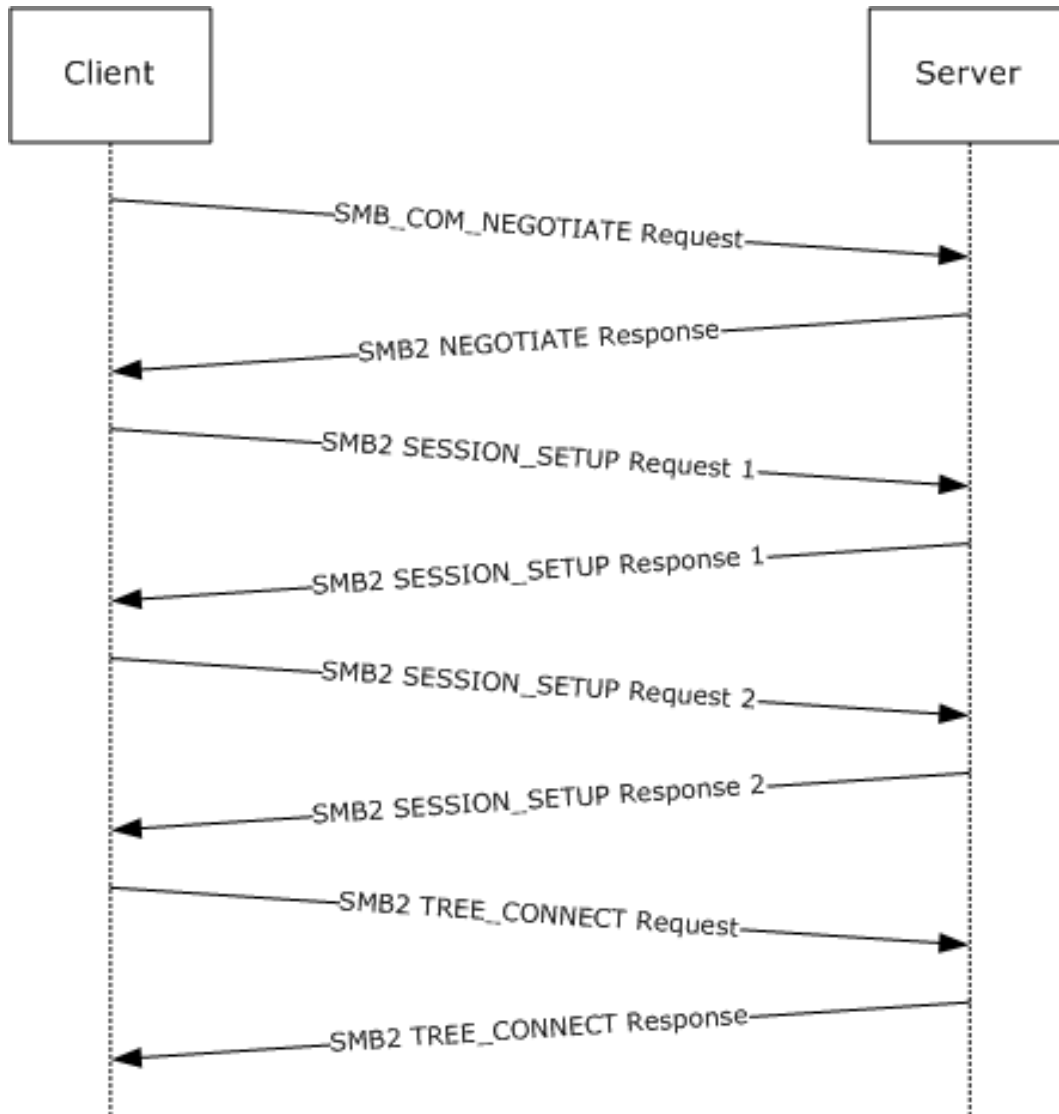 Client
Server
SMB_COM_NEGOTIATE Request
SMB2 NEGOTIATE Response
SMB2 SESSION_SETUP Request 1
SMB2 SESSION_SETUP Response 1
SMB2 SESSION_SETUP Request 2
SMB2 SESSION_SETUP Response 2
SMB2 TREE_CONNECT Request
SMB2 TREE_CONNECT Response